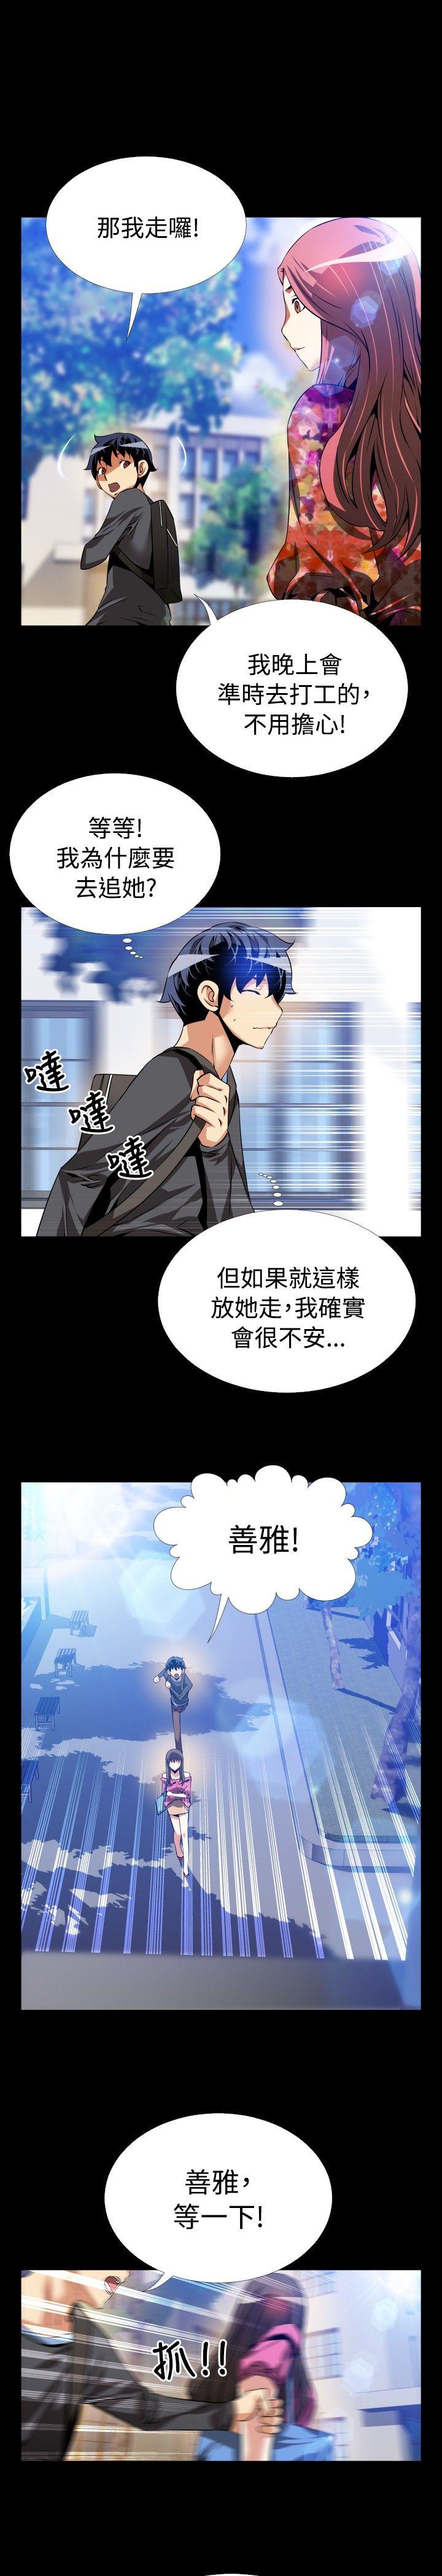 那我走囉!
我晚上會
準時去打工的,
不用擔心!
等等!
我為什麼要
去追她?
噠
噠
噠
但如果就這樣
放她走,我確實
會很不安...
善雅!
善雅,
等一下!
抓!!